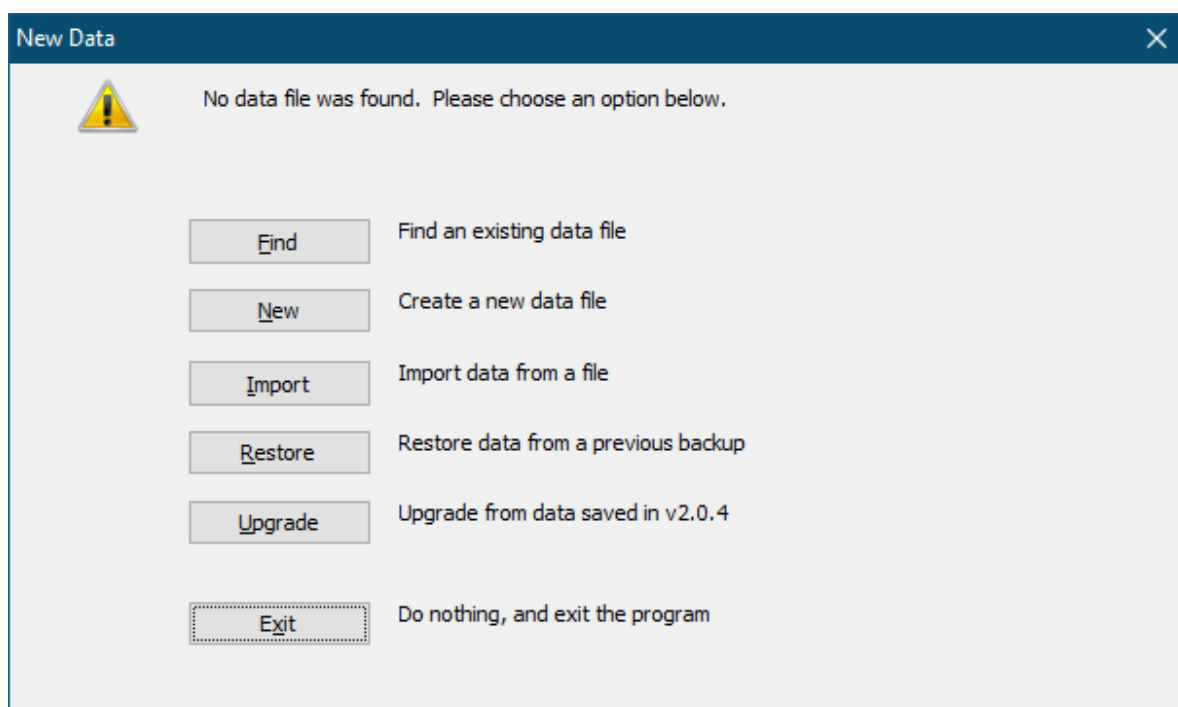 New Data
No data file was found.  Please choose an option below.
Find Find an existing data file
New Create a new data file
Import Import data from a file
Restore Restore data from a previous backup
Upgrade Upgrade from data saved in v2.0.4
Exit Do nothing, and exit the program